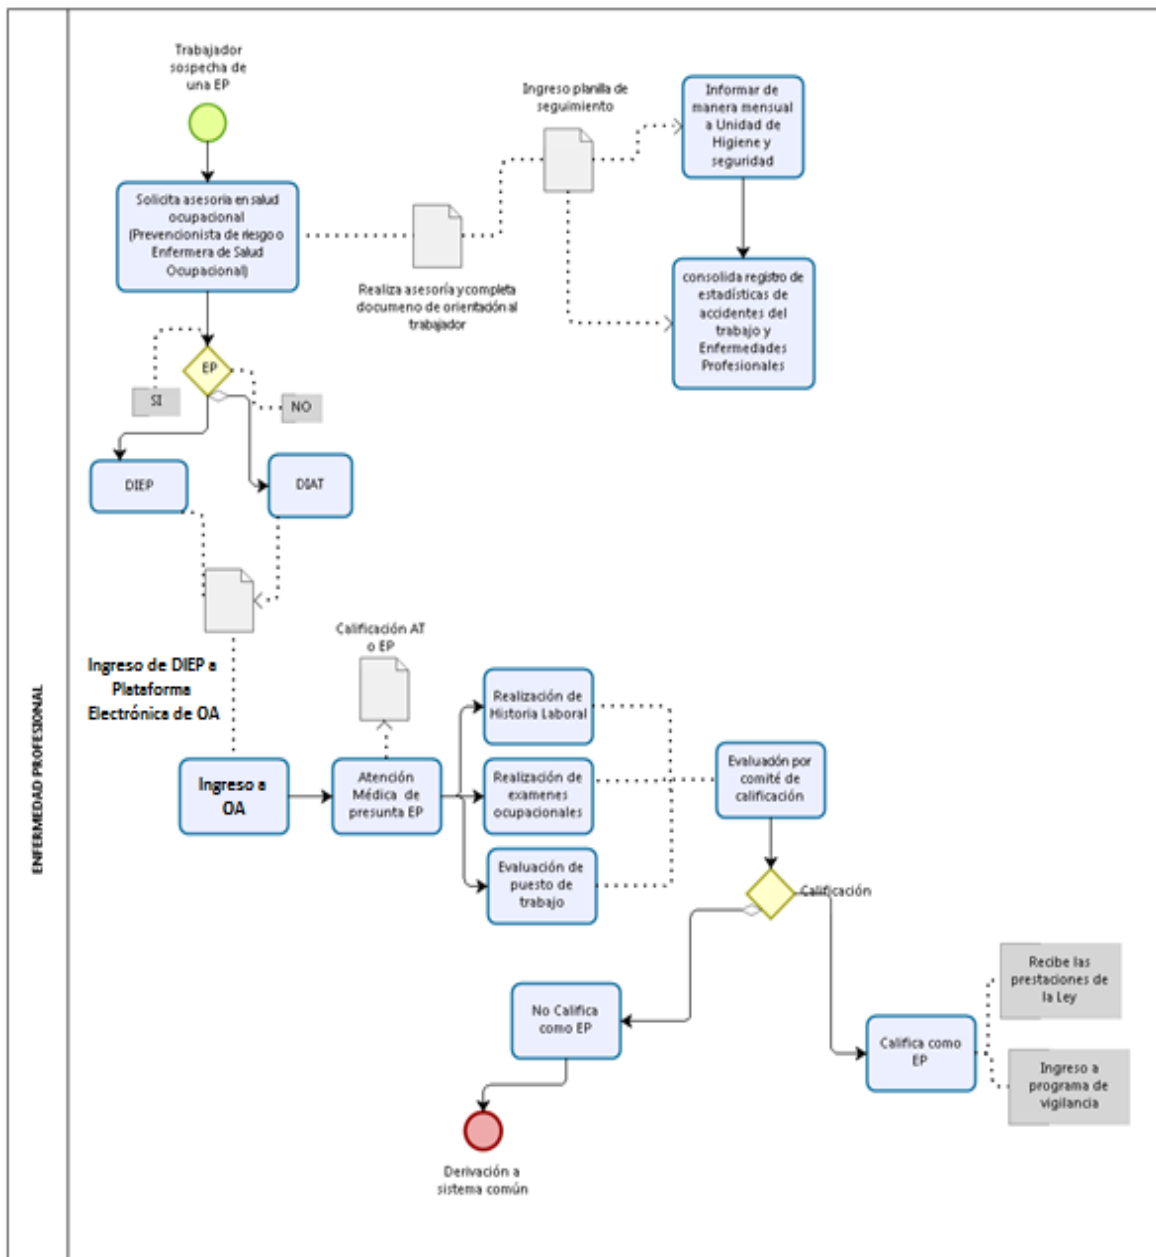 Trabajador
sospecha de
una EP
Ingreso planilla de
seguimiento
Informar de
manera mensual
a Unidad de
Higiene y
seguridad
Solicita asesoria en salud
ocupacional
(Prevencionista de riesgo o
Enfermera de Salud
Ocupacional)
Realiza asesoría y completa
documeno de orientación al
trabajador
consolida registro de
estadísticas de
accidentes del
trabajo y
Enfermedades
Profesionales
EP
SI
NO
DIEP
DIAT
Ingreso de DIEP a
Plataforma
Electrónica de OA
Calificación AT
o EP
Ingreso a
OA
Atención
Médica de
presunta EP
Realización de
Historia Laboral
Realización de
examenes
ocupacionales
Evaluación de
puesto de
trabajo
Evaluación por
comité de
calificación
Calificación
No Califica
como EP
Califica como
EP
Recibe las
prestaciones de
la Ley
Ingreso a
programa de
vigilancia
Derivación a
sistema común
ENFERMEDAD PROFESIONAL